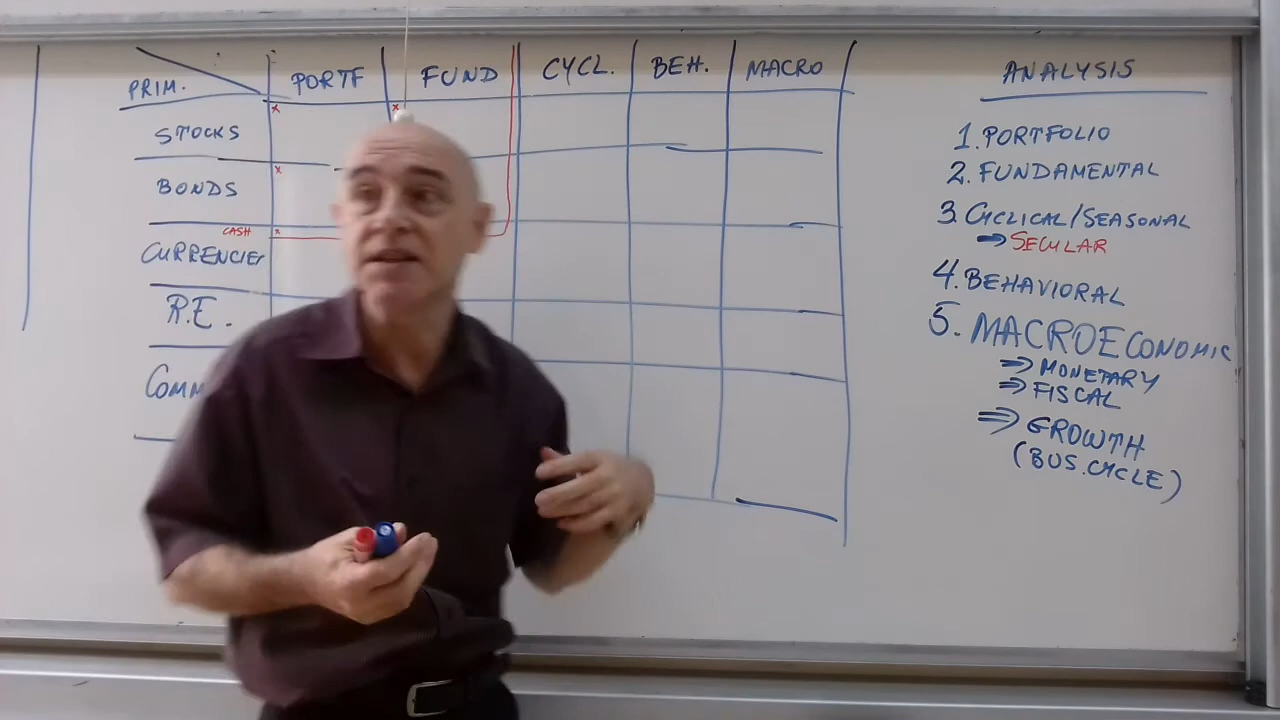 PRIM. PORTF FUND CYCL. BEH. MACRO
STOCKS
BONDS
CASH
CURRENCIES
R.E.
COMM
ANALYSIS
1. PORTFOLIO
2. FUNDAMENTAL
3. CYCLICAL/SEASONAL
⇒ SECULAR
4. BEHAVIORAL
5. MACROECONOMIC
⇒ MONETARY
⇒ FISCAL
⇒ GROWTH
(BUS. CYCLE)